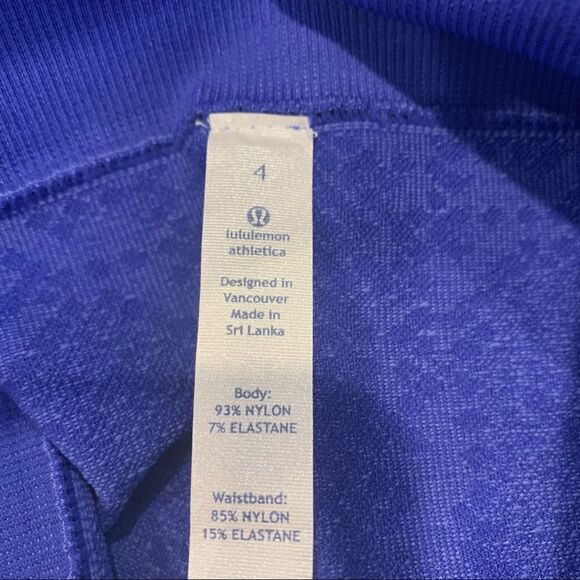 4
lululemon
athletica
Designed in
Vancouver
Made in
Sri Lanka
Body:
93% NYLON
7% ELASTANE
Waistband:
85% NYLON
15% ELASTANE